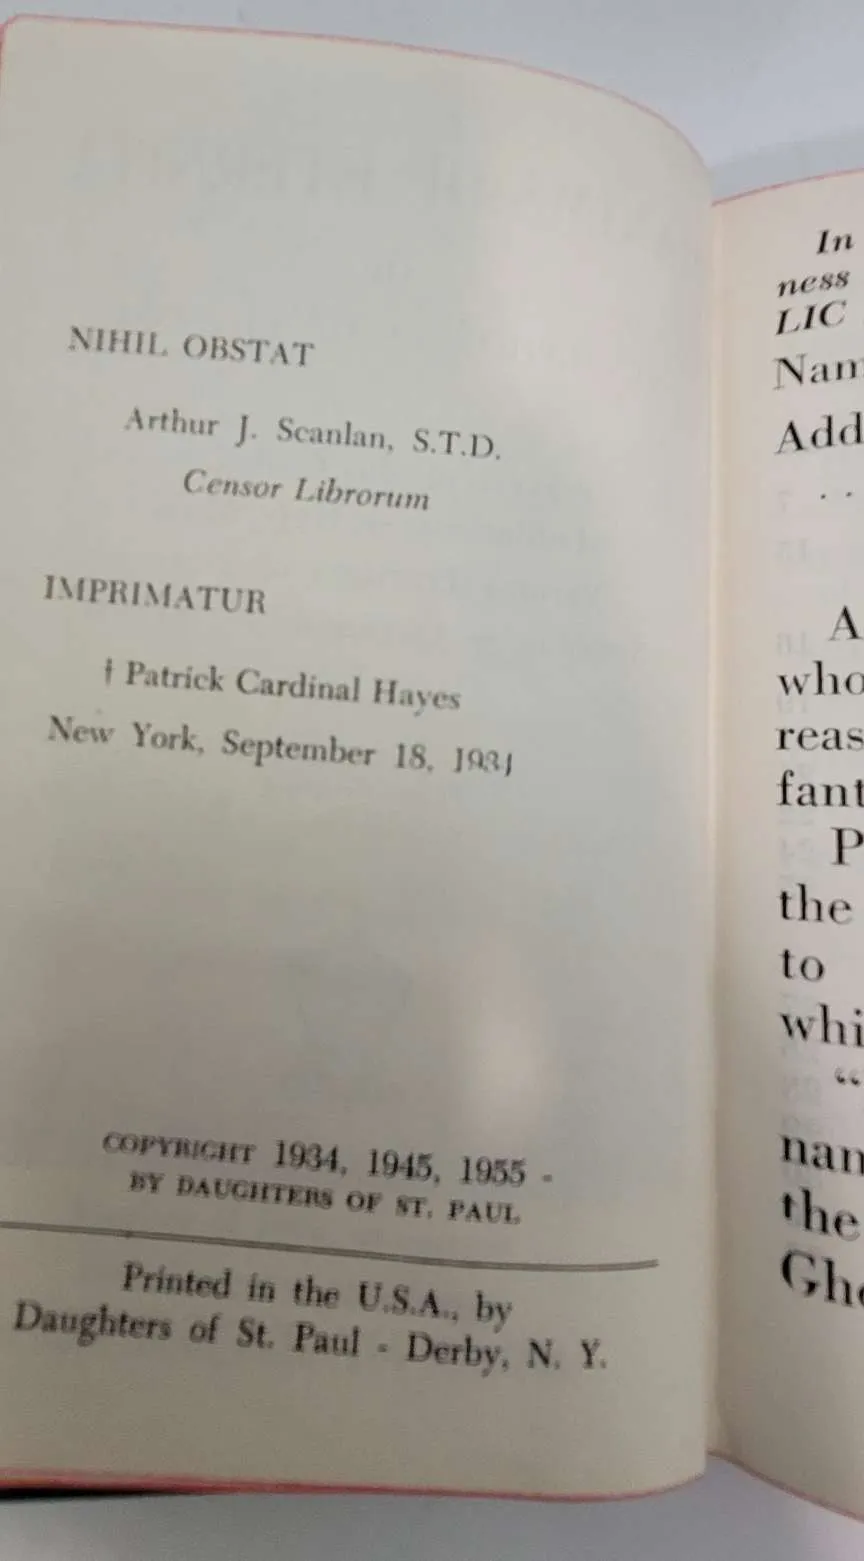 NIHIL OBSTAT
Arthur J. Scanlan, S.T.D.
Censor Librorum
IMPRIMATUR
† Patrick Cardinal Hayes
New York, September 18, 1934
COPYRIGHT 1934, 1945, 1955 -
BY DAUGHTERS OF ST. PAUL
Printed in the U.S.A., by
Daughters of St. Paul - Derby, N. Y.
In
ness
LIC
Nam
Add
. .
A
who
reas
fant
P
the
to
whi
“
nam
the
Gho